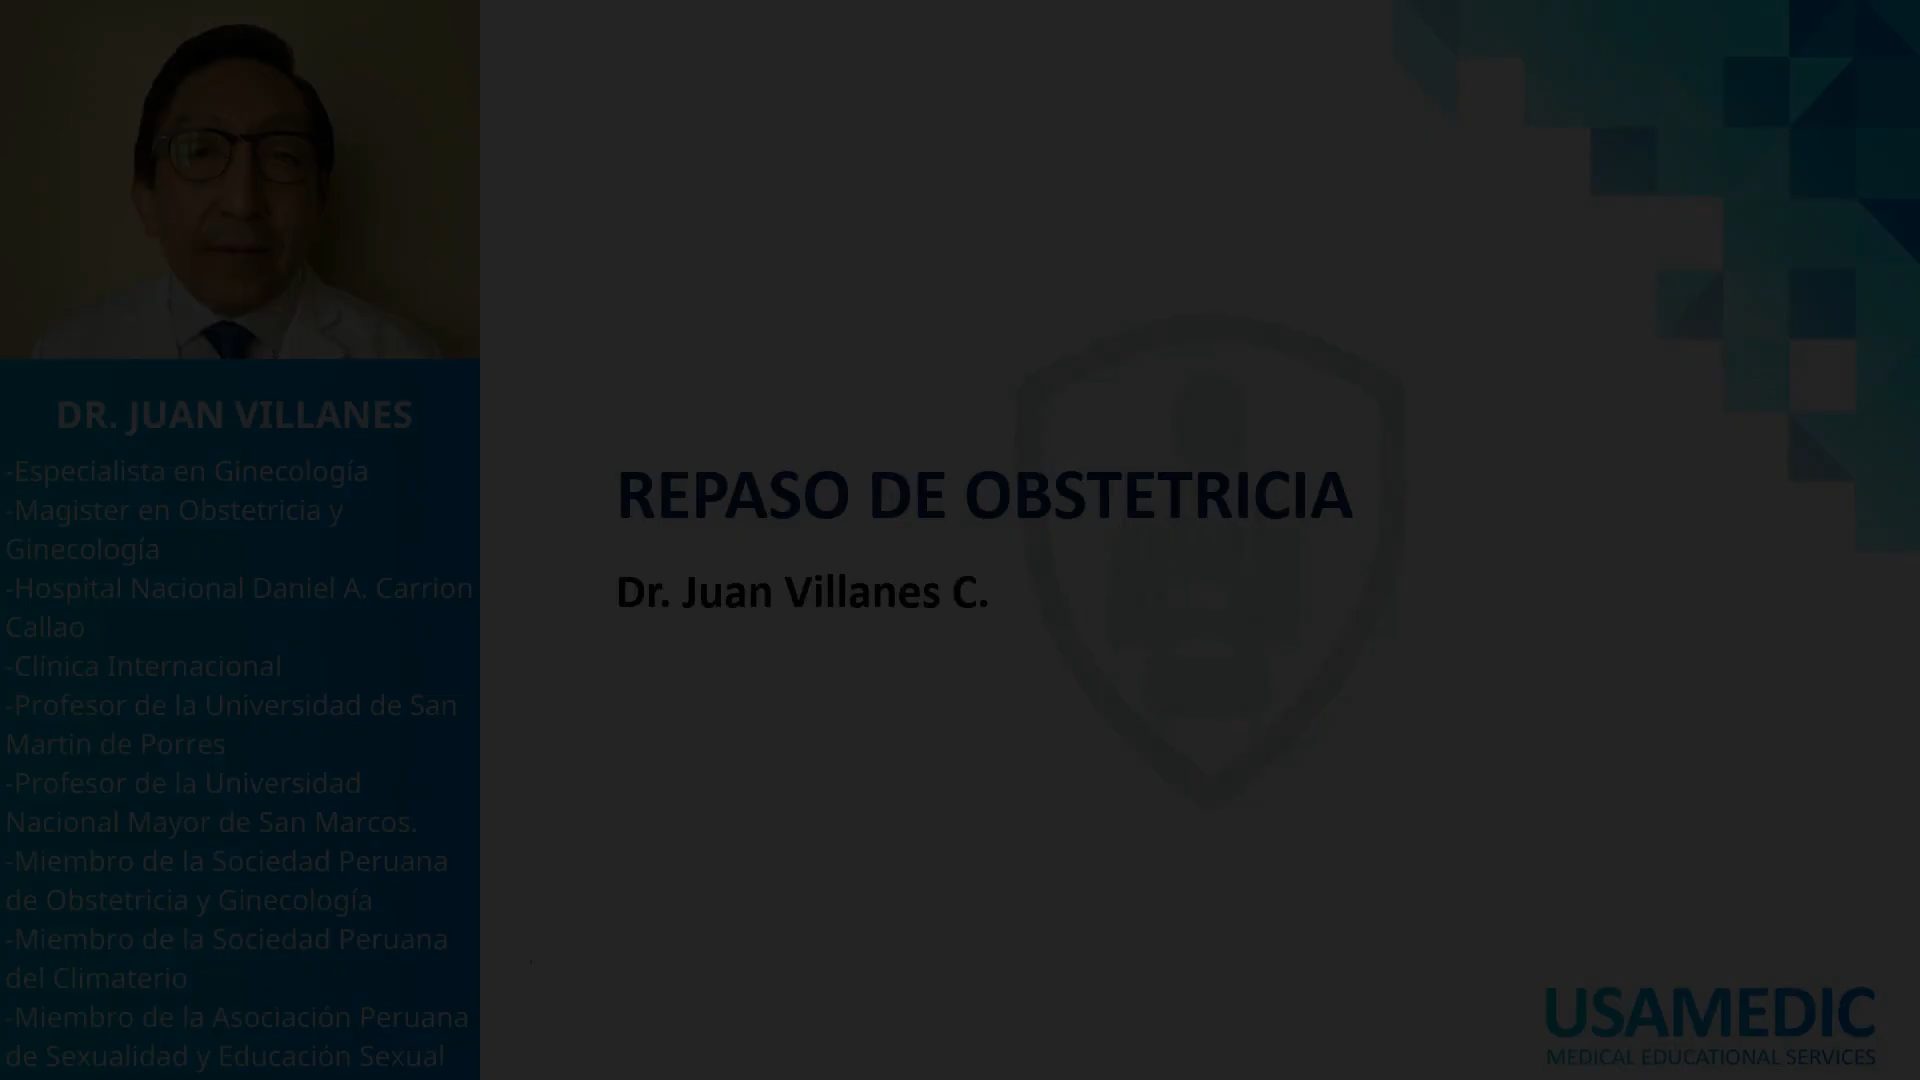 DR. JUAN VILLANES
-Especialista en Ginecología
-Magister en Obstetricia y
Ginecología
-Hospital Nacional Daniel A. Carrion
Callao
-Clínica Internacional
-Profesor de la Universidad de San
Martin de Porres
-Profesor de la Universidad
Nacional Mayor de San Marcos.
-Miembro de la Sociedad Peruana
de Obstetricia y Ginecología
-Miembro de la Sociedad Peruana
del Climaterio
-Miembro de la Asociación Peruana
de Sexualidad y Educación Sexual
REPASO DE OBSTETRICIA
Dr. Juan Villanes C.
USAMEDIC
MEDICAL EDUCATIONAL SERVICES